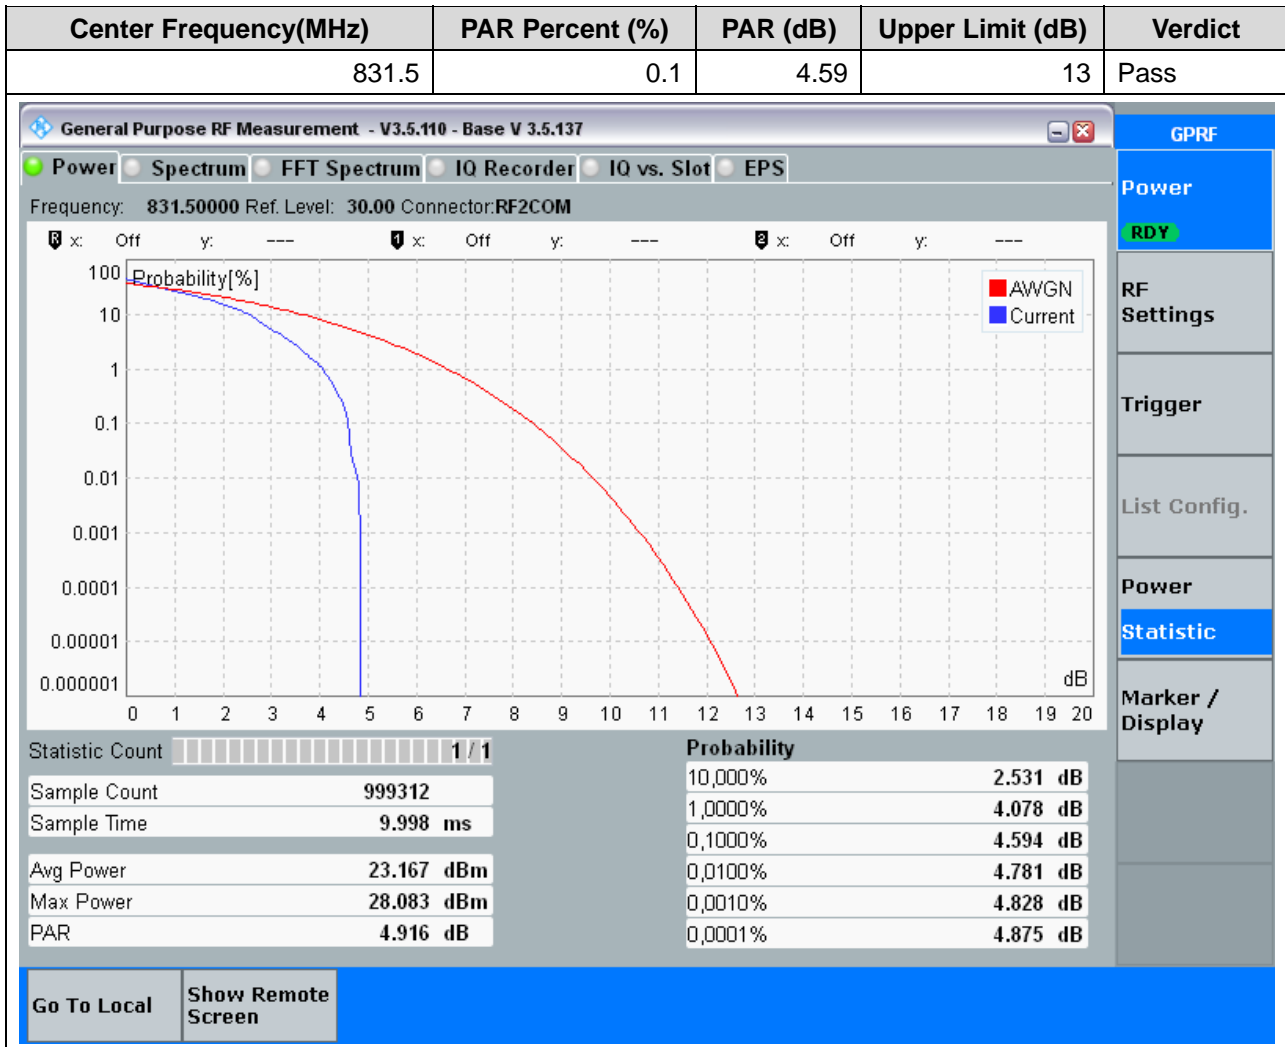 Center Frequency(MHz) PAR Percent (%) PAR (dB) Upper Limit (dB) Verdict
831.5 0.1 4.59 13 Pass
General Purpose RF Measurement - V3.5.110 - Base V 3.5.137
GPRF
Power Spectrum FFT Spectrum IQ Recorder IQ vs. Slot EPS
Power
RDY
Frequency: 831.50000 Ref. Level: 30.00 Connector:RF2COM
R x: Off y: --- 1 x: Off y: --- 2 x: Off y: ---
Probability[%]
AWGN
Current
100
10
1
0.1
0.01
0.001
0.0001
0.00001
0.000001
dB
0 1 2 3 4 5 6 7 8 9 10 11 12 13 14 15 16 17 18 19 20
RF
Settings
Trigger
List Config.
Power
Statistic
Marker /
Display
Statistic Count 1 / 1
Sample Count 999312
Sample Time 9.998 ms
Avg Power 23.167 dBm
Max Power 28.083 dBm
PAR 4.916 dB
Probability
10,000% 2.531 dB
1,0000% 4.078 dB
0,1000% 4.594 dB
0,0100% 4.781 dB
0,0010% 4.828 dB
0,0001% 4.875 dB
Go To Local
Show Remote
Screen